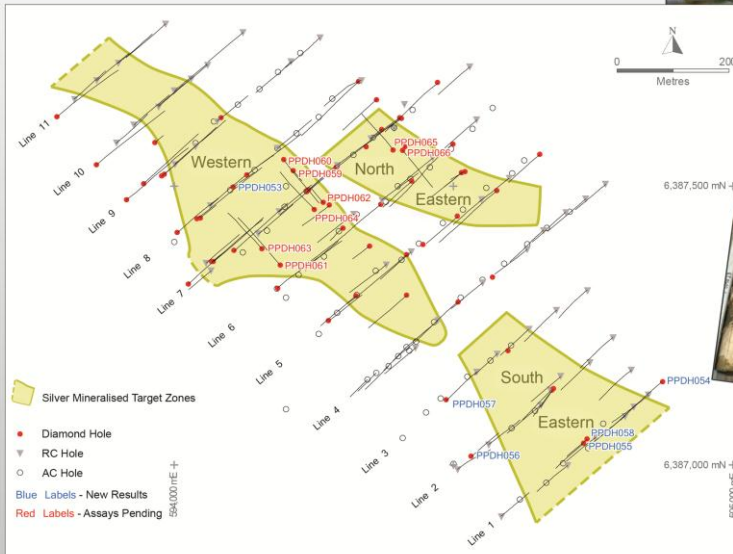 N
0 200
Metres
Line 11
Line 10
Line 9
Line 8
Line 7
Line 6
Line 5
Line 4
Line 3
Line 2
Line 1
Western
North
Eastern
South
Eastern
PPDH065
PPDH066
PPDH060
PPDH059
PPDH053
PPDH062
PPDH064
PPDH063
PPDH061
PPDH054
PPDH057
PPDH058
PPDH055
PPDH056
6,387,500 mN
6,387,000 mN
594,000 mE
Silver Mineralised Target Zones
Diamond Hole
RC Hole
AC Hole
Blue Labels - New Results
Red Labels - Assays Pending